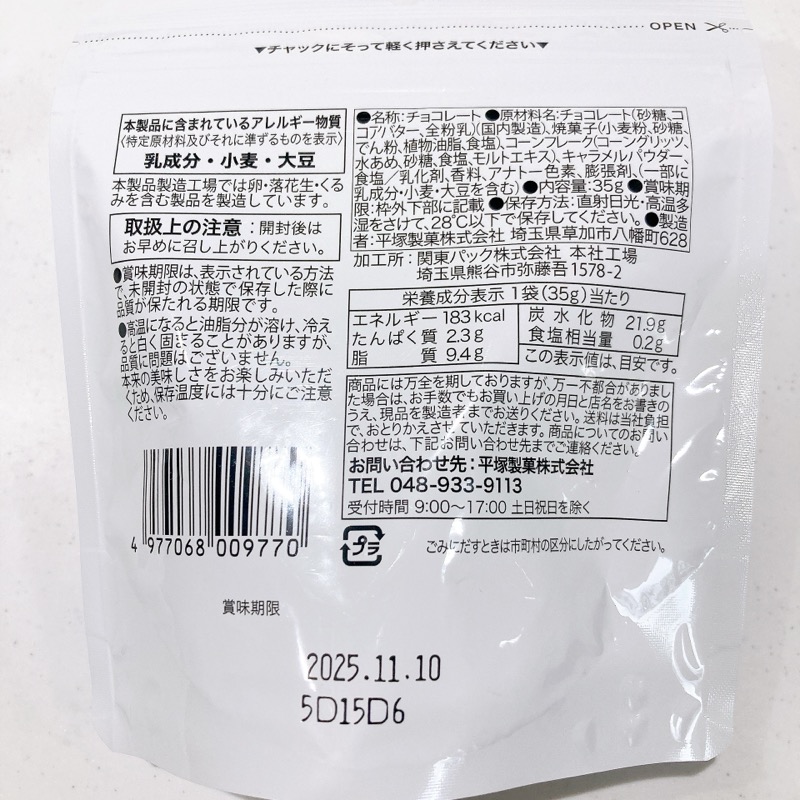 OPEN
▼チャックにそって軽く押さえてください▼
本製品に含まれているアレルギー物質
〈特定原材料及びそれに準ずるものを表示〉
乳成分・小麦・大豆
本製品製造工場では卵・落花生・くる
みを含む製品を製造しています。
取扱上の注意：開封後は
お早めに召し上がりください。
●賞味期限は、表示されている方法
で、未開封の状態で保存した際に
品質が保たれる期限です。
●高温になると油脂分が溶け、冷え
ると白く固まることがありますが、
品質に問題はございません。
本来の美味しさをお楽しみいただ
くため、保存温度には十分にご注意
ください。
●名称：チョコレート ●原材料名：チョコレート（砂糖、コ
コアバター、全粉乳）（国内製造）、焼菓子（小麦粉、砂糖、
でん粉、植物油脂、食塩）、コーンフレーク（コーングリッツ、
水あめ、砂糖、食塩、モルトエキス）、キャラメルパウダー、
食塩／乳化剤、香料、アナトー色素、膨張剤、（一部に
乳成分・小麦・大豆を含む）●内容量：35g ●賞味期
限：枠外下部に記載 ●保存方法：直射日光・高温多
湿をさけて、28℃以下で保存してください。●製造
者：平塚製菓株式会社 埼玉県草加市八幡町628
加工所：関東パック株式会社 本社工場
埼玉県熊谷市弥藤吾1578-2
栄養成分表示 1袋（35g）当たり
エネルギー 183kcal
たんぱく質 2.3g
脂質 9.4g
炭水化物 21.9g
食塩相当量 0.2g
この表示値は、目安です。
商品には万全を期しておりますが、万一不都合がありまし
た場合は、お手数でもお買い上げの月日と店名をお書きの
うえ、現品を製造者までお送りください。送料は当社負担
で、おとりかえさせていただきます。商品についてのお問い
合わせは、下記お問い合わせ先までご連絡ください。
お問い合わせ先：平塚製菓株式会社
TEL 048-933-9113
受付時間 9:00～17:00 土日祝日を除く
プラ
ごみにだすときは市町村の区分にしたがってください。
4 977068 009770
賞味期限
2025.11.10
5D15D6